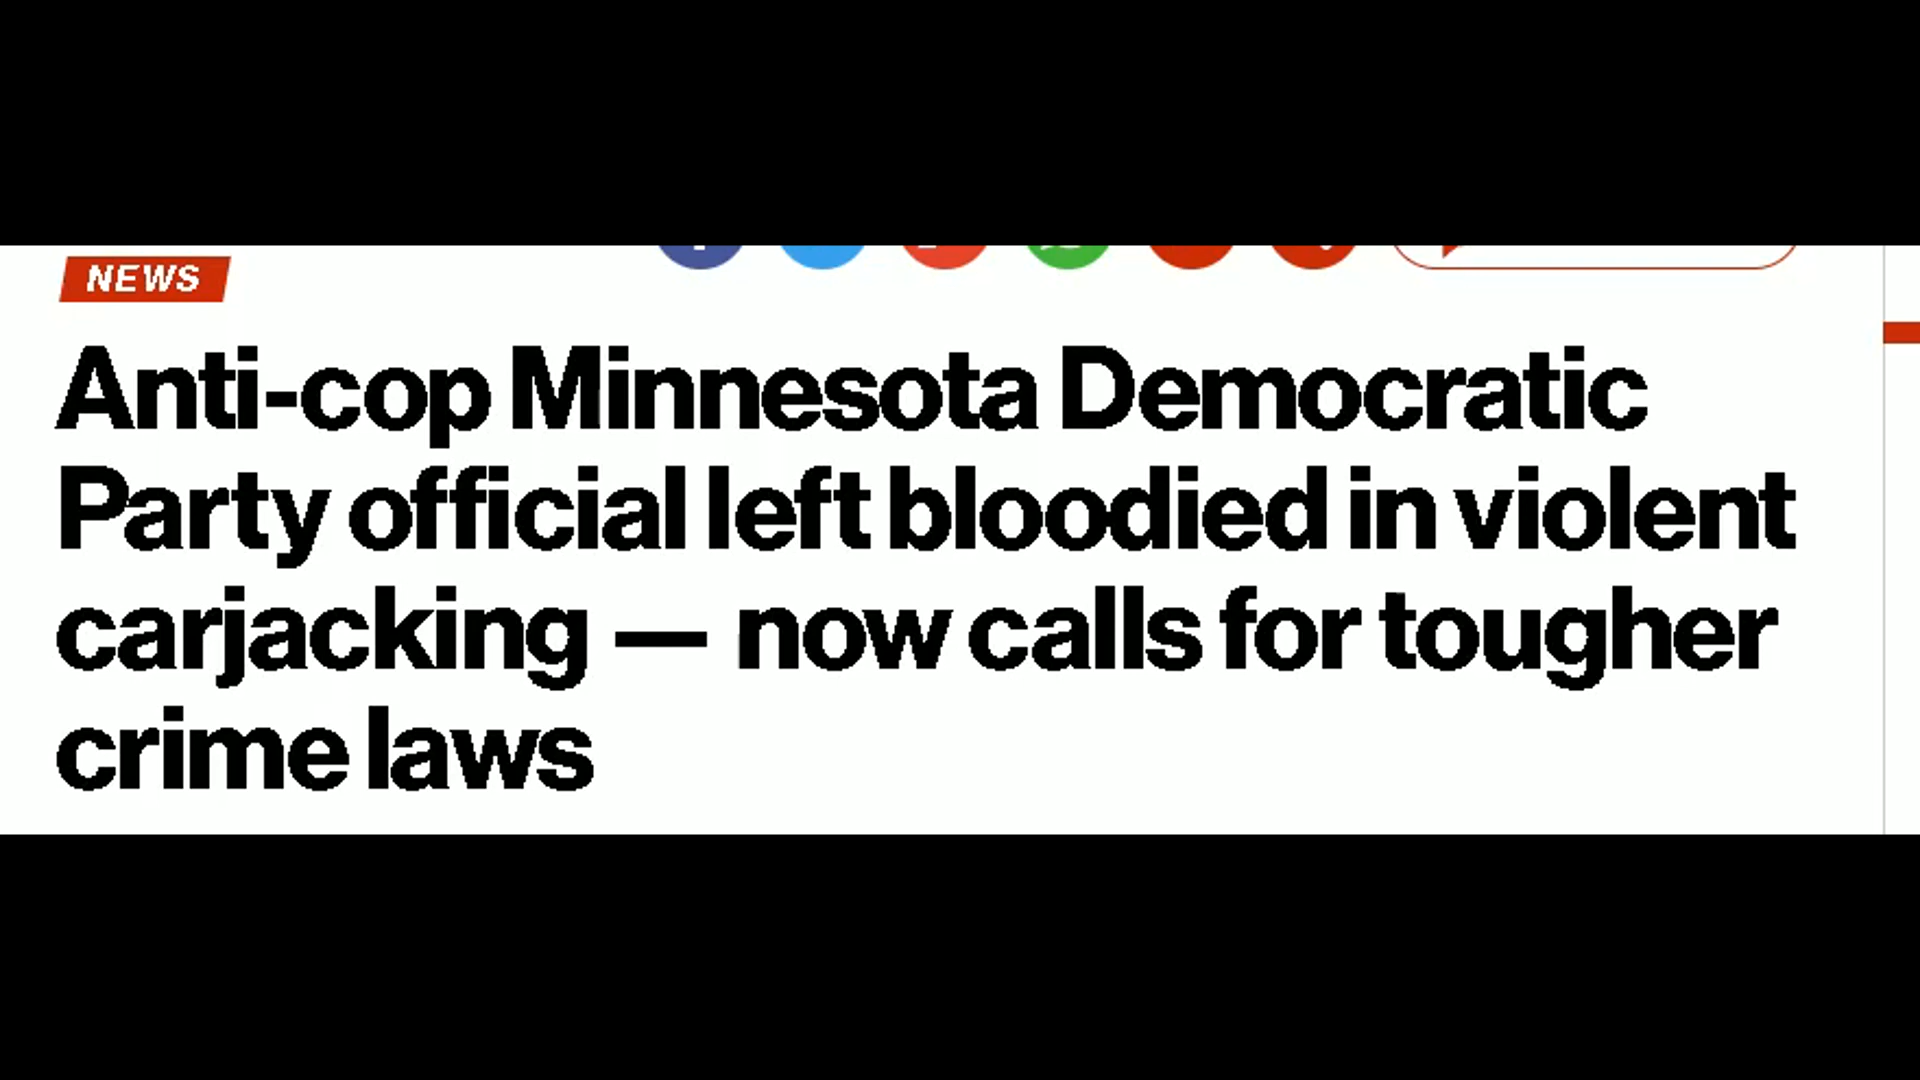 NEWS
Anti-cop Minnesota Democratic
Party official left bloodied in violent
carjacking — now calls for tougher
crime laws